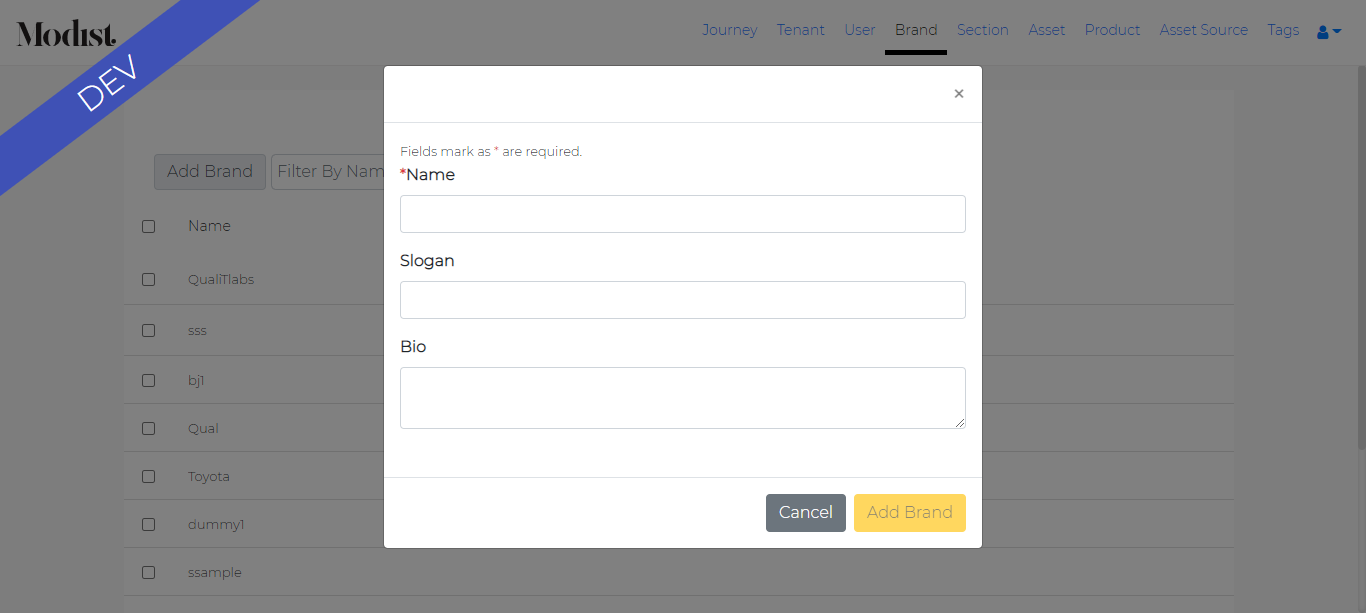 Modist.
Journey Tenant User Brand Section Asset Product Asset Source Tags
DEV
×
Fields mark as * are required.
*Name
Slogan
Bio
Cancel Add Brand
Add Brand Filter By Nam
Name
QualiTlabs
sss
bj1
Qual
Toyota
dummy1
ssample